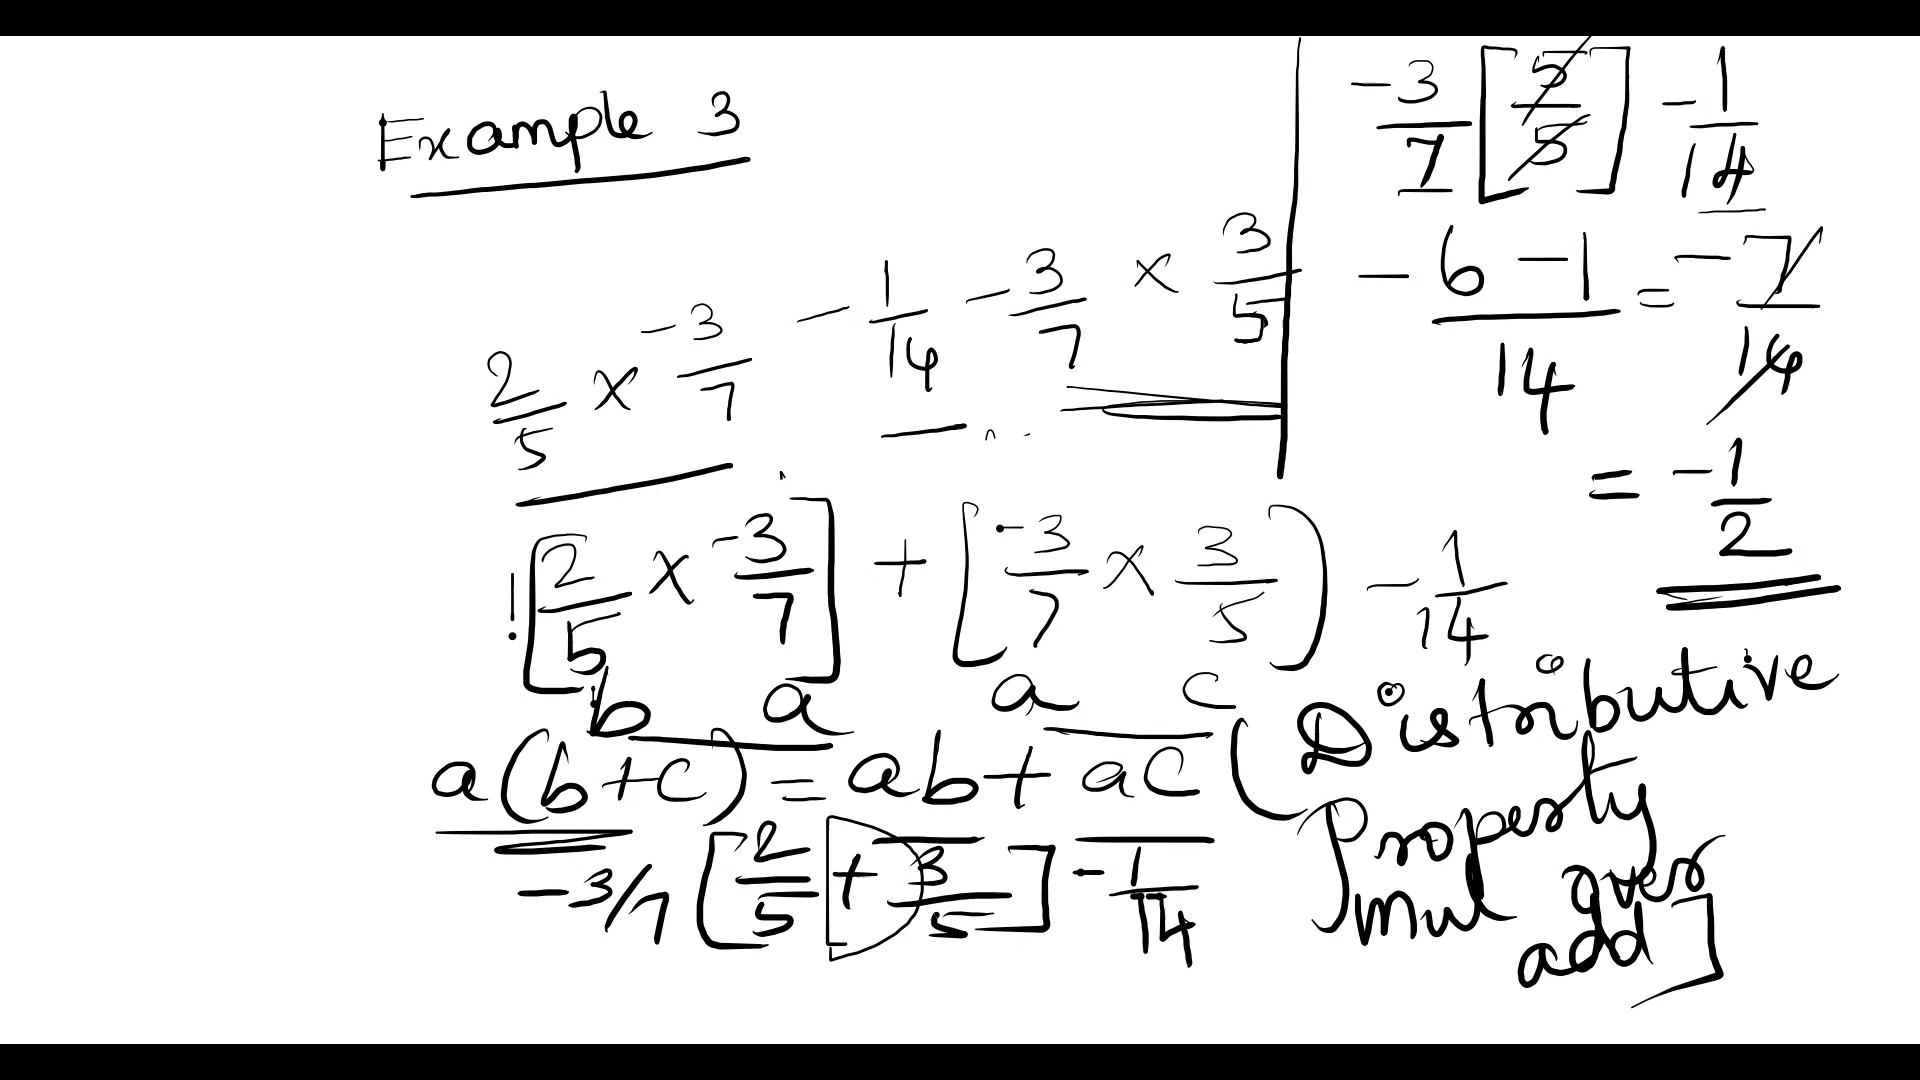 Example 3
2/5 × -3/7 - 1/14 - 3/7 × 3/5
[2/5 × -3/7] + [-3/7 × 3/5) - 1/14
b a a c
a(b+c) = ab + ac (Distributive
Property
mul over
add]
-3/7 [2/5 + 3/5] - 1/14
-3/7 [5/5] - 1/14
-6-1/14 = -7/14
= -1/2